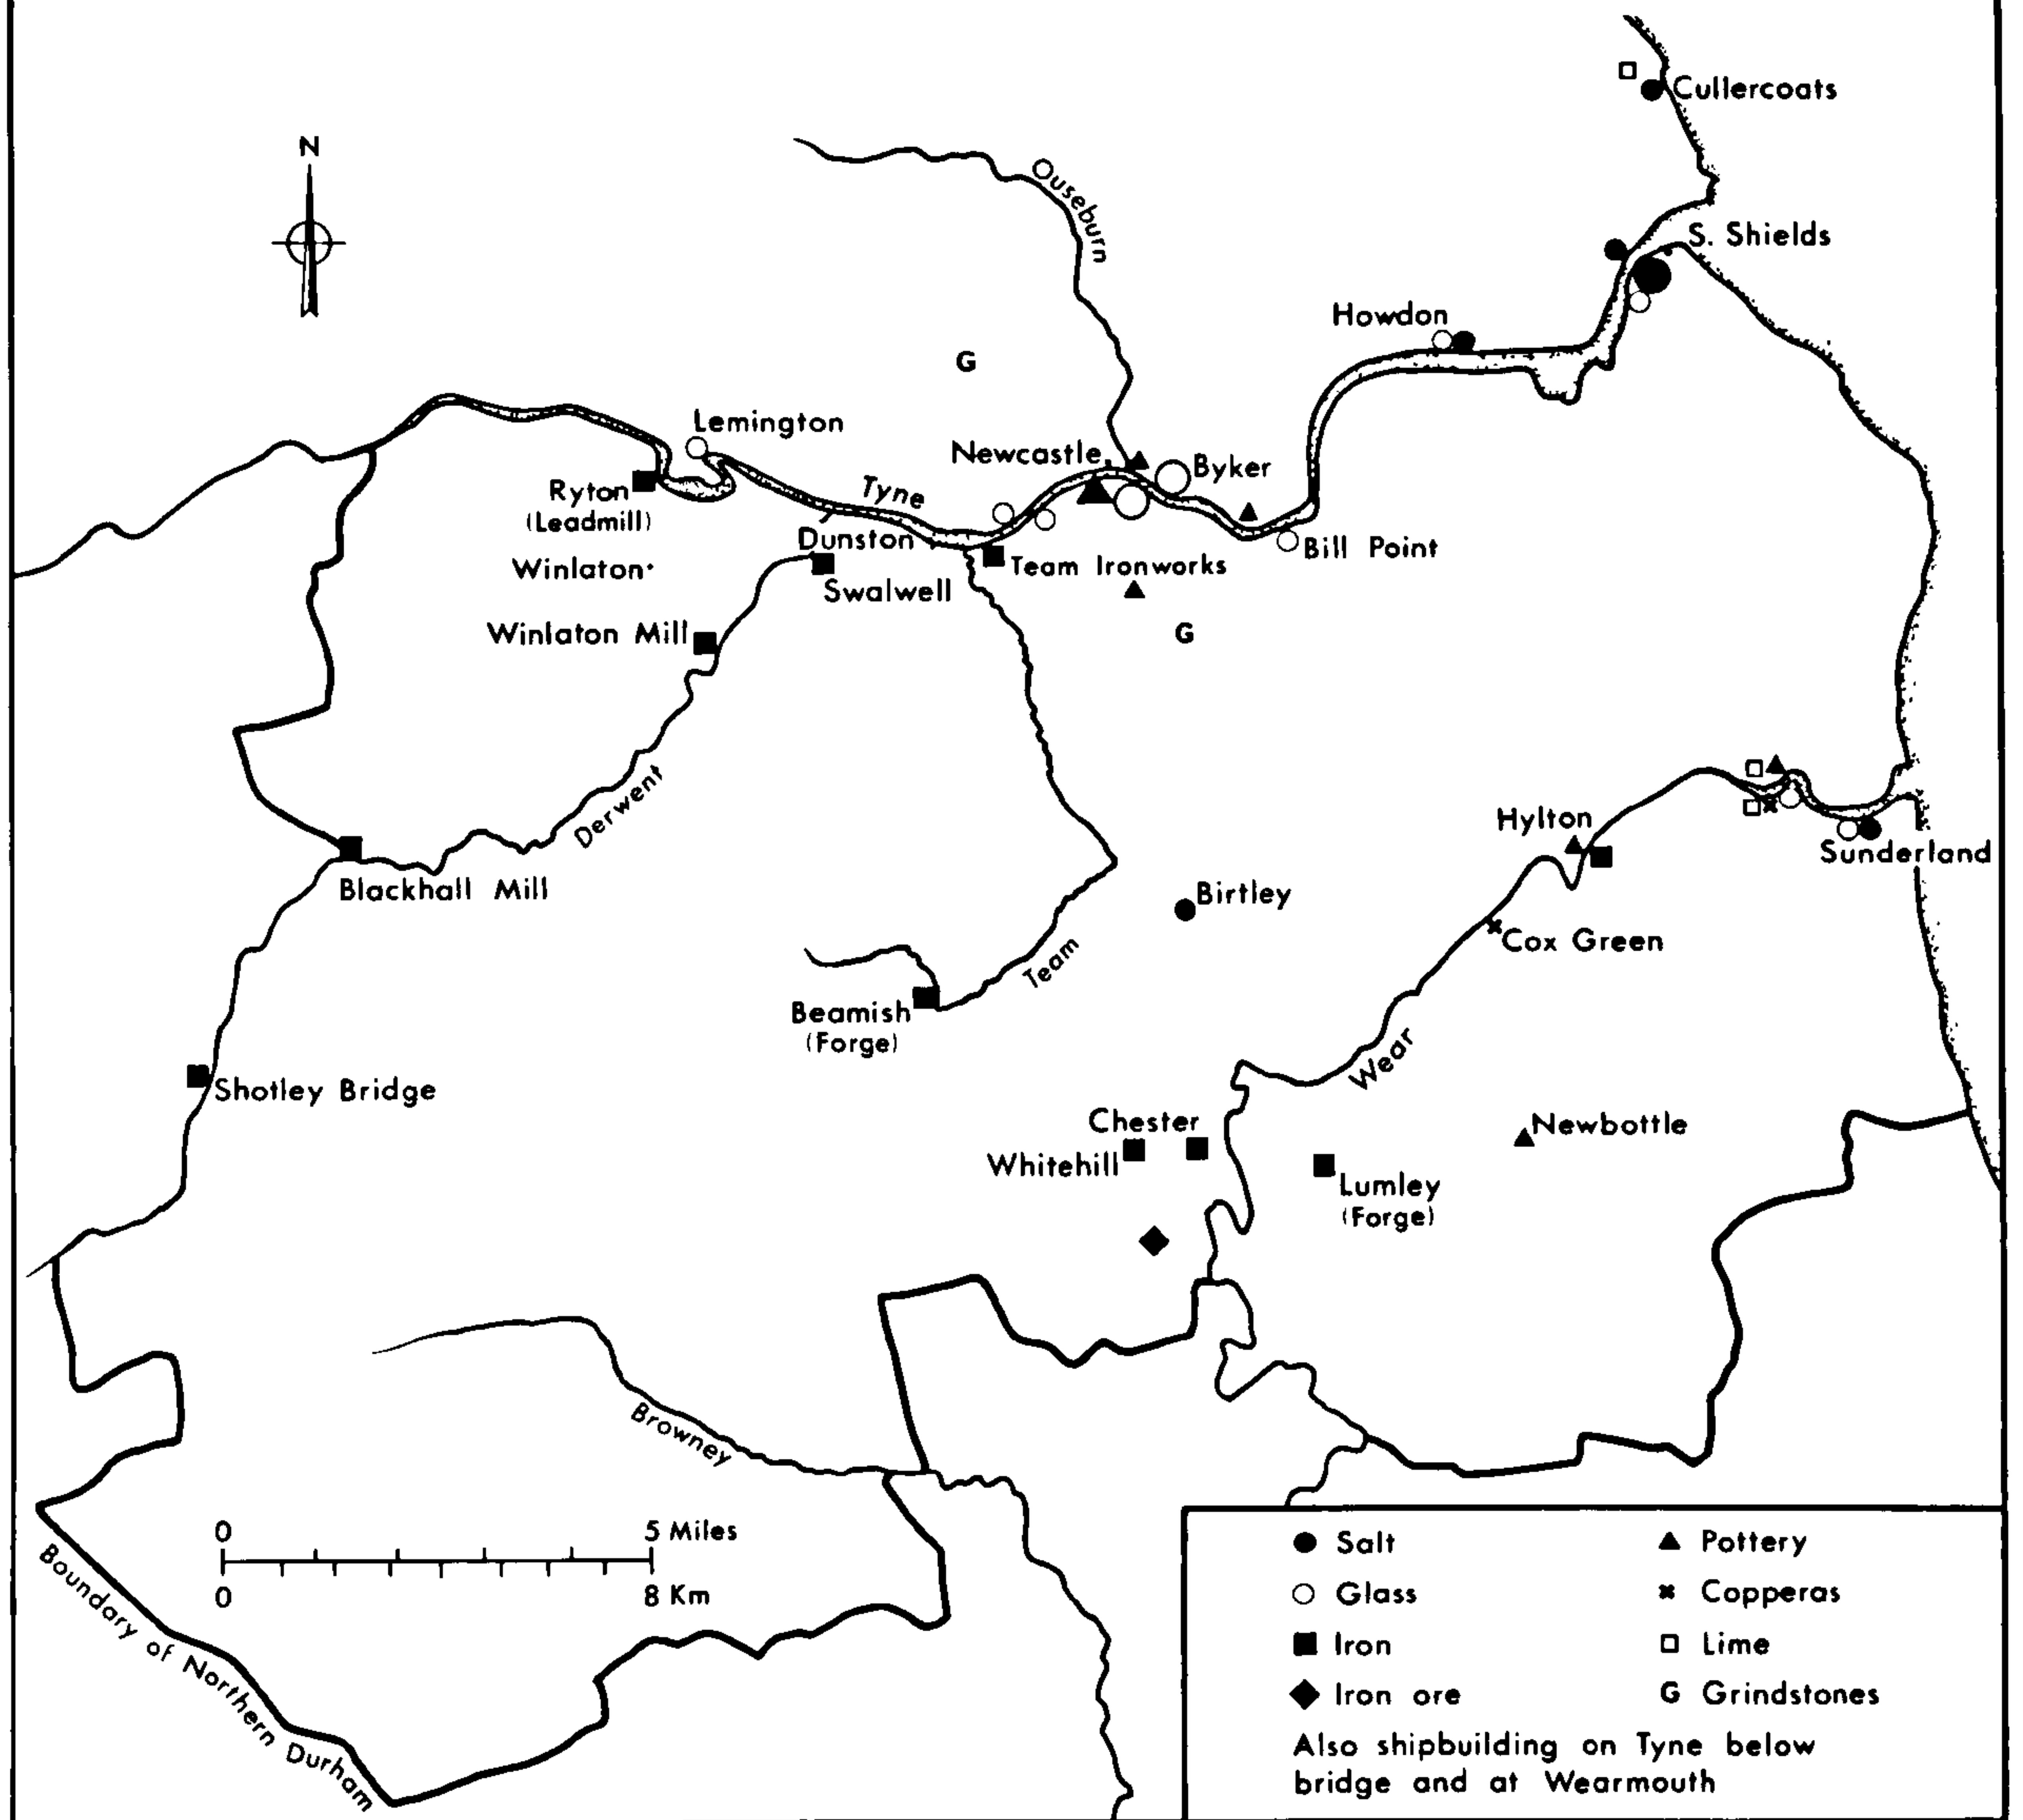 Cullercoats
N
Ouseburn
S. Shields
Howdon
G
Lemington
Newcastle
Byker
Ryton
(Leadmill)
Tyne
Dunston
Bill Point
Winlaton
Team Ironworks
Swalwell
Winlaton Mill
G
Derwent
Hylton
Sunderland
Blackhall Mill
Birtley
Cox Green
Team
Beamish
(Forge)
Wear
Shotley Bridge
Chester
Newbottle
Whitehill
Lumley
(Forge)
Browney
0 5 Miles
0 8 Km
Boundary of Northern Durham
Salt
Pottery
Glass
Copperas
Iron
Lime
Iron ore
G Grindstones
Also shipbuilding on Tyne below
bridge and at Wearmouth